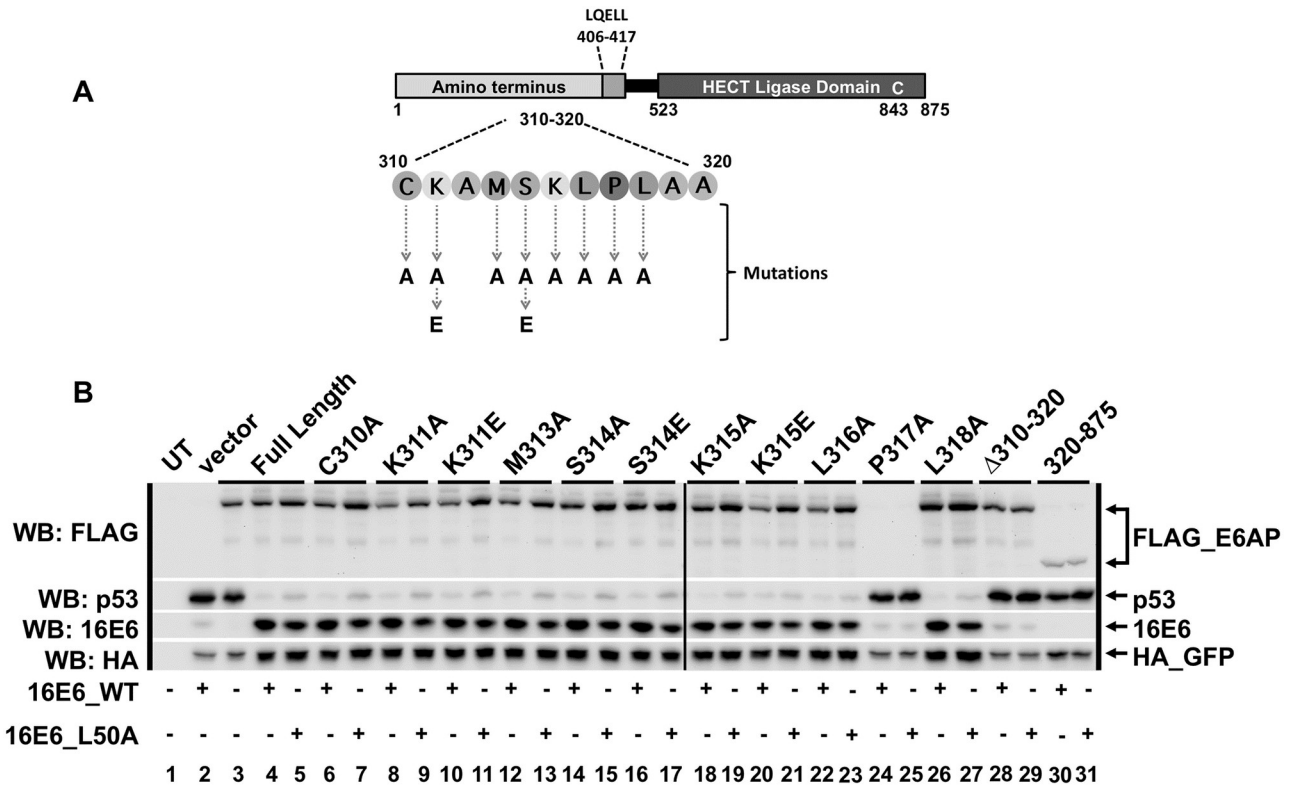 A
LQELL
406-417
Amino terminus
HECT Ligase Domain C
1 523 843 875
310-320
310 320
C K A M S K L P L A A
A A A A A A A A
E E
Mutations
B
UT vector Full Length C310A K311A K311E M313A S314A S314E K315A K315E L316A P317A L318A Δ310-320 320-875
WB: FLAG FLAG_E6AP
WB: p53 p53
WB: 16E6 16E6
WB: HA HA_GFP
16E6_WT - + - + - + - + - + - + - + - + - + - + - + - + - + - + - + -
16E6_L50A - - - - + - + - + - + - + - + - + - + - + - + - + - + - + - +
1 2 3 4 5 6 7 8 9 10 11 12 13 14 15 16 17 18 19 20 21 22 23 24 25 26 27 28 29 30 31